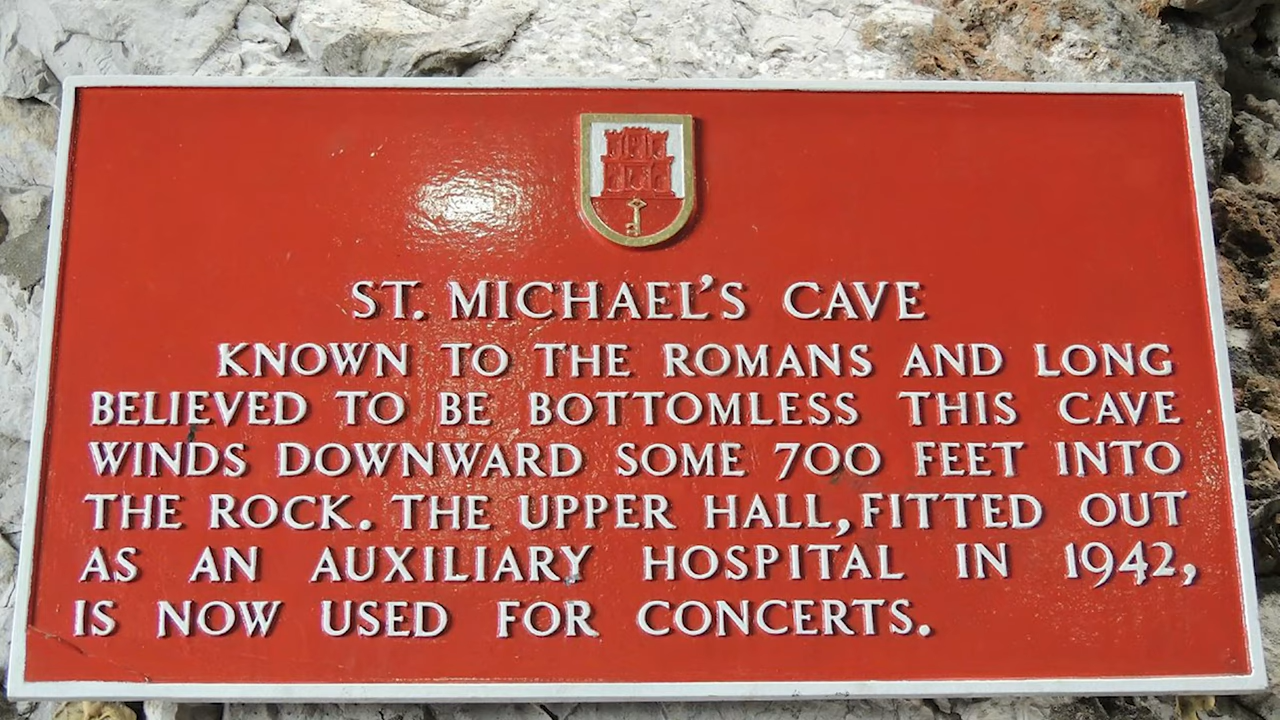 ST. MICHAEL'S CAVE
KNOWN TO THE ROMANS AND LONG
BELIEVED TO BE BOTTOMLESS THIS CAVE
WINDS DOWNWARD SOME 700 FEET INTO
THE ROCK. THE UPPER HALL, FITTED OUT
AS AN AUXILIARY HOSPITAL IN 1942,
IS NOW USED FOR CONCERTS.